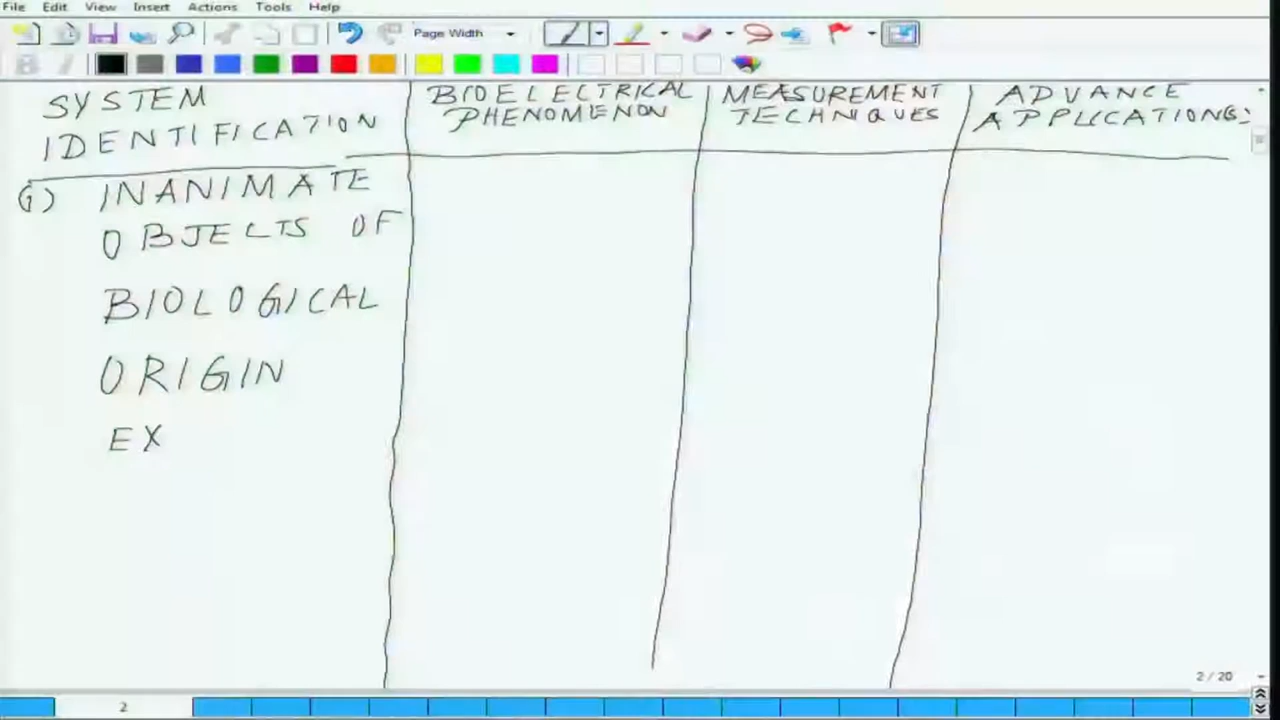 File Edit View Insert Actions Tools Help
Page Width
SYSTEM
IDENTIFICATION
BIOELECTRICAL
PHENOMENON
MEASUREMENT
TECHNIQUES
ADVANCE
APPLICATIONS:
(i) INANIMATE
OBJECTS OF
BIOLOGICAL
ORIGIN
EX
2 / 20
2